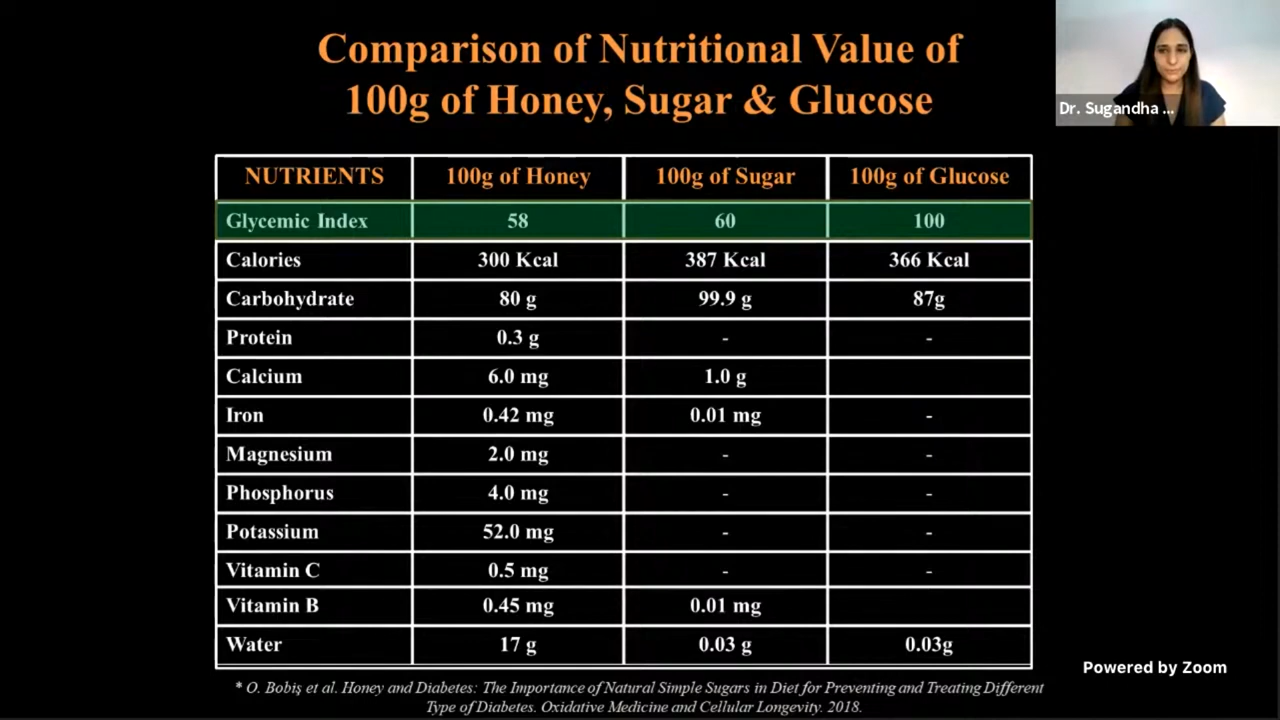 Comparison of Nutritional Value of
100g of Honey, Sugar & Glucose
Dr. Sugandha ...
NUTRIENTS 100g of Honey 100g of Sugar 100g of Glucose
Glycemic Index 58 60 100
Calories 300 Kcal 387 Kcal 366 Kcal
Carbohydrate 80 g 99.9 g 87g
Protein 0.3 g - -
Calcium 6.0 mg 1.0 g
Iron 0.42 mg 0.01 mg -
Magnesium 2.0 mg - -
Phosphorus 4.0 mg - -
Potassium 52.0 mg - -
Vitamin C 0.5 mg - -
Vitamin B 0.45 mg 0.01 mg
Water 17 g 0.03 g 0.03g
* O. Bobiş et al. Honey and Diabetes: The Importance of Natural Simple Sugars in Diet for Preventing and Treating Different
Type of Diabetes. Oxidative Medicine and Cellular Longevity. 2018.
Powered by Zoom